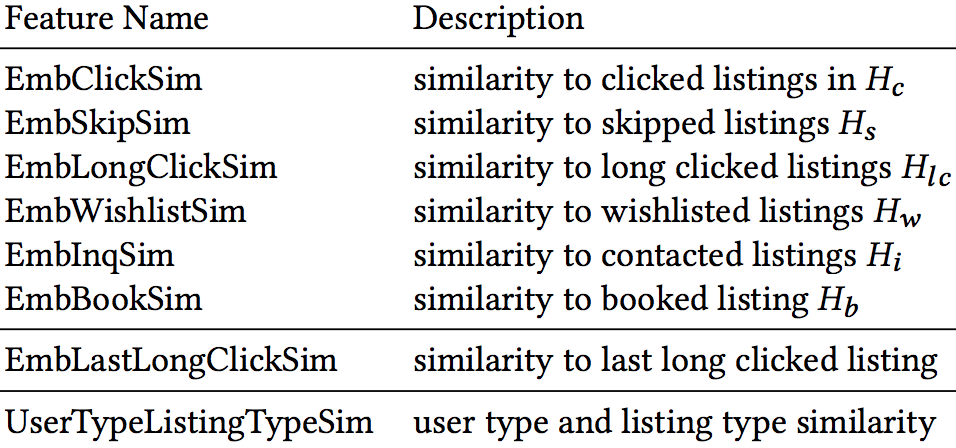 Feature Name Description
EmbClickSim similarity to clicked listings in H_c
EmbSkipSim similarity to skipped listings H_s
EmbLongClickSim similarity to long clicked listings H_lc
EmbWishlistSim similarity to wishlisted listings H_w
EmbInqSim similarity to contacted listings H_i
EmbBookSim similarity to booked listing H_b
EmbLastLongClickSim similarity to last long clicked listing
UserTypeListingTypeSim user type and listing type similarity